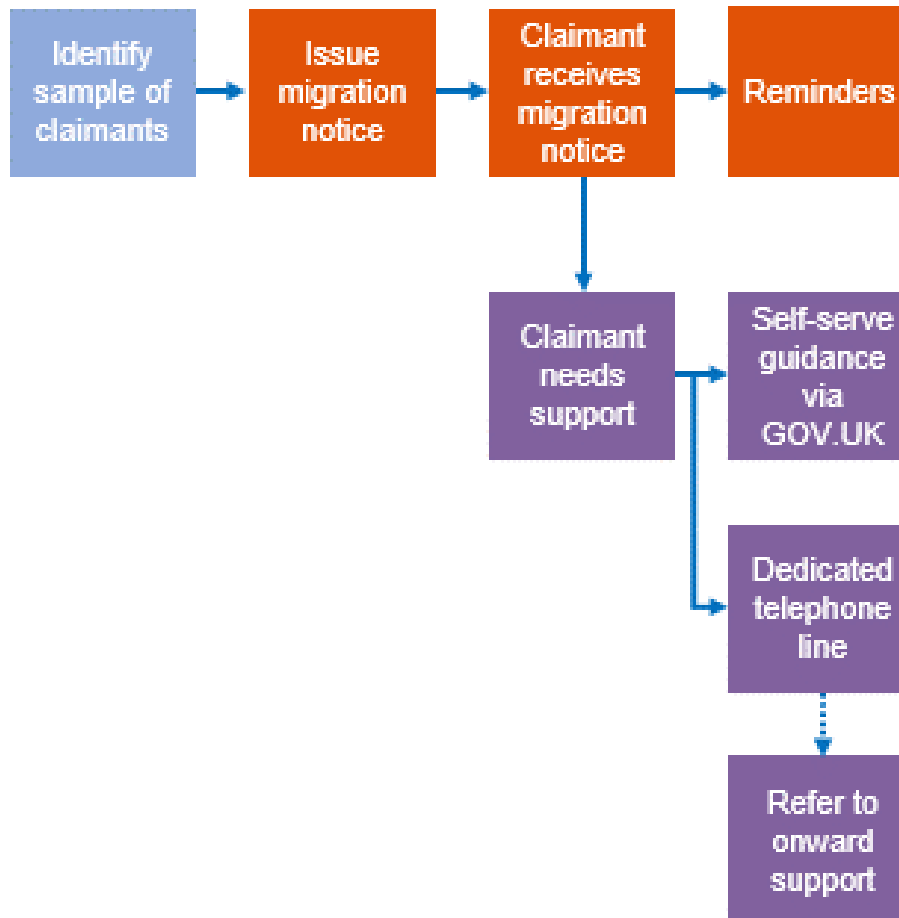 Identify
sample of
claimants
Issue
migration
notice
Claimant
receives
migration
notice
Reminders
Claimant
needs
support
Self-serve
guidance
via
GOV.UK
Dedicated
telephone
line
Refer to
onward
support